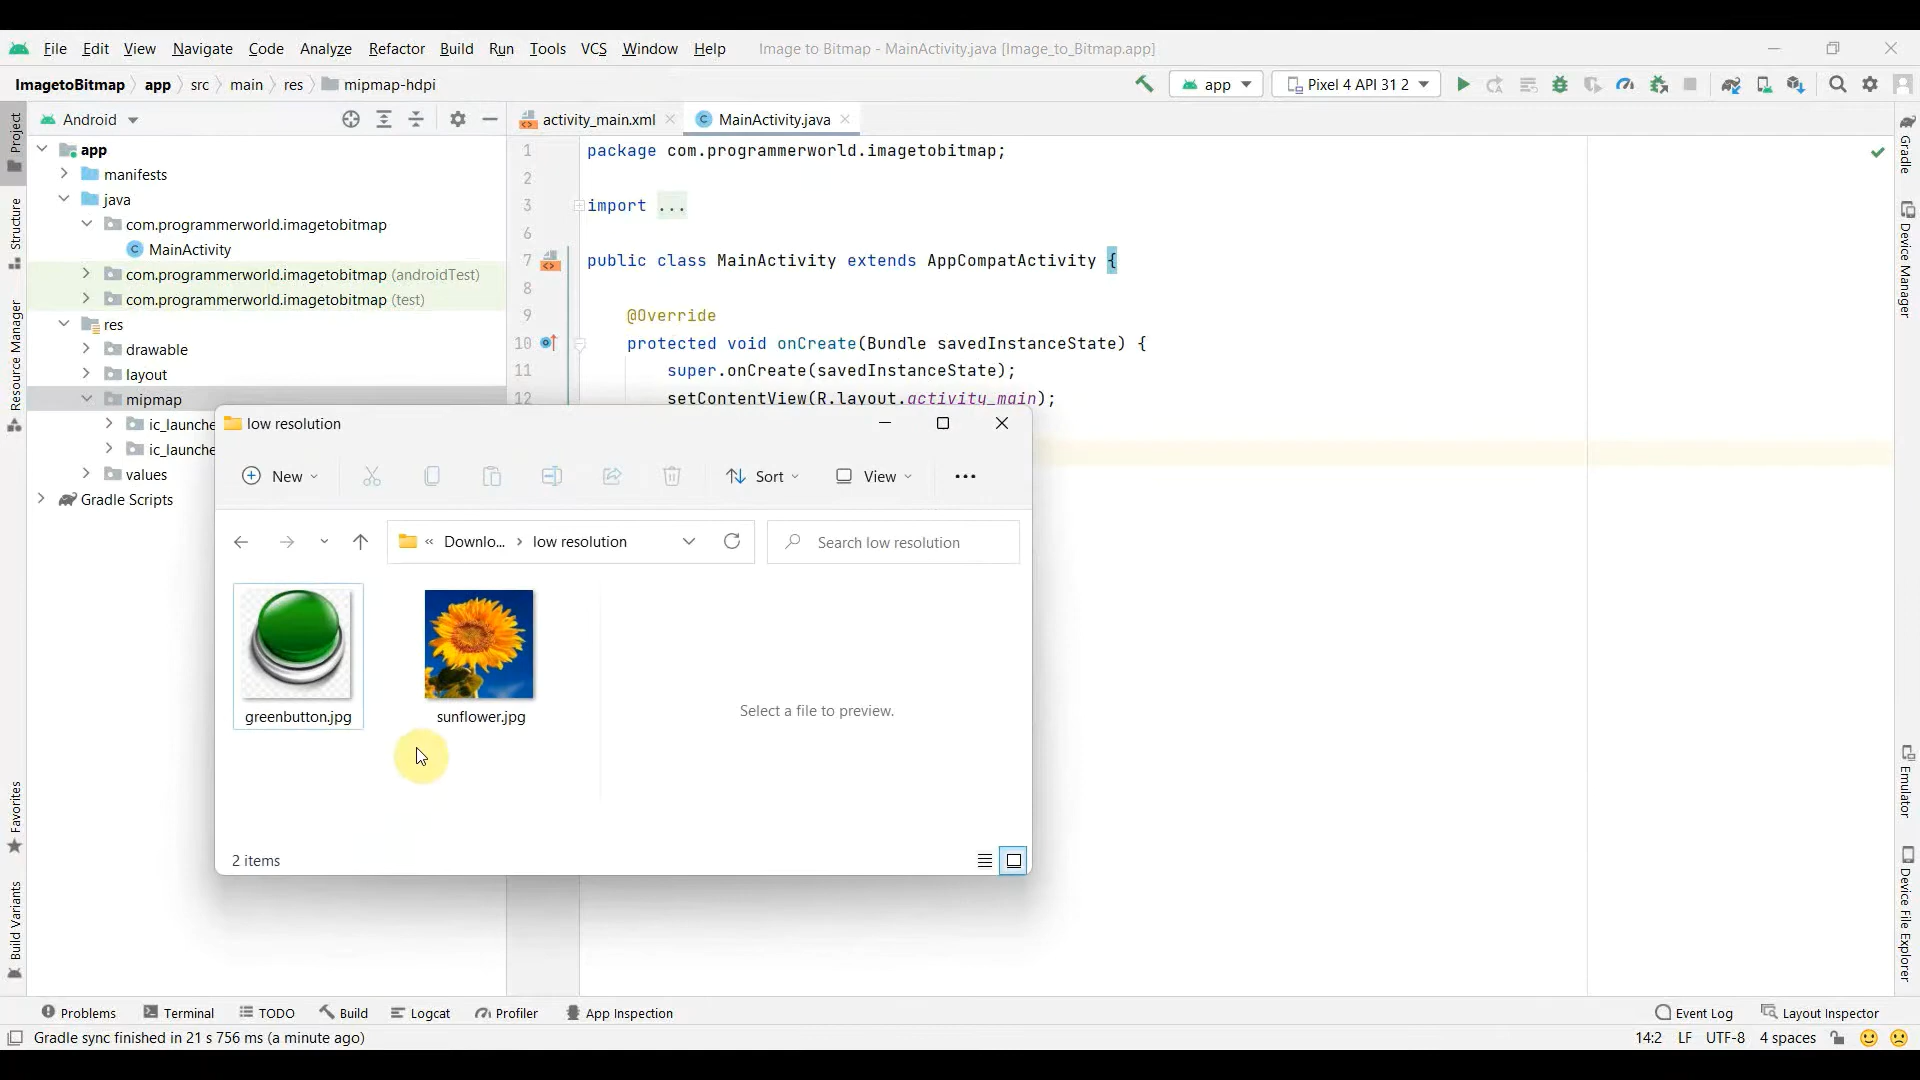 File Edit View Navigate Code Analyze Refactor Build Run Tools VCS Window Help Image to Bitmap - MainActivity.java [Image_to_Bitmap.app]
ImagetoBitmap app src main res mipmap-hdpi app Pixel 4 API 31 2
Project
Structure
Resource Manager
Favorites
Build Variants
Android
app
manifests
java
com.programmerworld.imagetobitmap
MainActivity
com.programmerworld.imagetobitmap (androidTest)
com.programmerworld.imagetobitmap (test)
res
drawable
layout
mipmap
ic_launche
ic_launche
values
Gradle Scripts
activity_main.xml MainActivity.java
1 package com.programmerworld.imagetobitmap;
2
3 import ...
6
7 public class MainActivity extends AppCompatActivity {
8
9 @Override
10 protected void onCreate(Bundle savedInstanceState) {
11 super.onCreate(savedInstanceState);
12 setContentView(R.layout.activity_main);
low resolution
New Sort View
« Downlo... low resolution Search low resolution
greenbutton.jpg sunflower.jpg
Select a file to preview.
2 items
Gradle
Device Manager
Emulator
Device File Explorer
Problems Terminal TODO Build Logcat Profiler App Inspection Event Log Layout Inspector
Gradle sync finished in 21 s 756 ms (a minute ago) 14:2 LF UTF-8 4 spaces